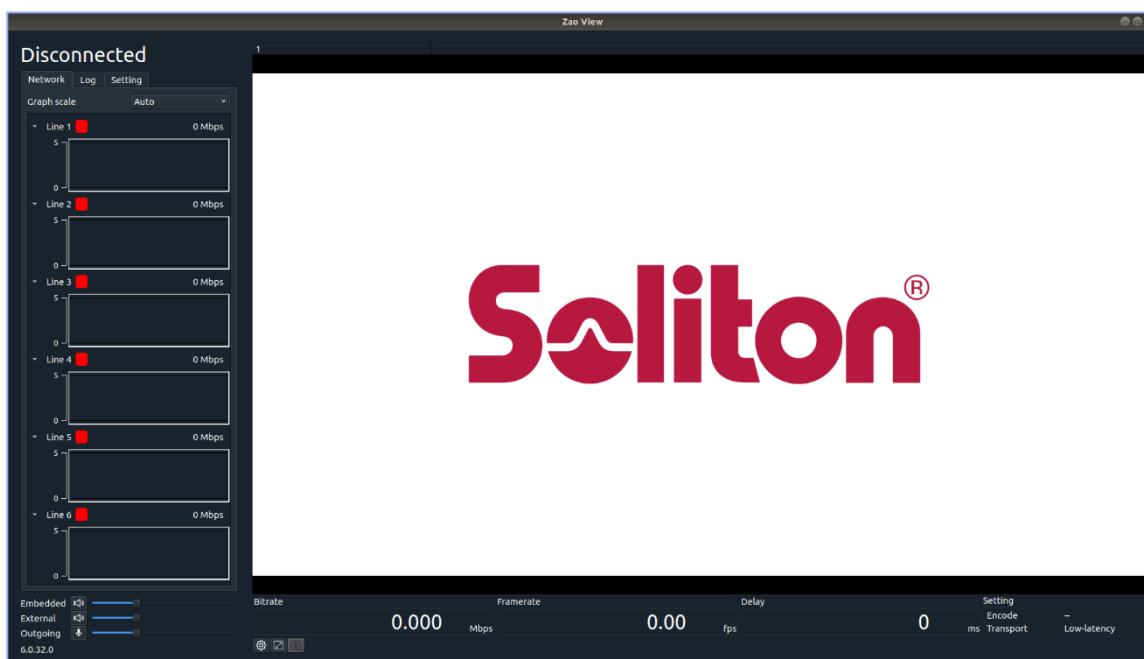 Zao View
Disconnected
1
Network Log Setting
Graph scale Auto
Line 1 0 Mbps
5
0
Line 2 0 Mbps
5
0
Line 3 0 Mbps
5
0
Line 4 0 Mbps
5
0
Line 5 0 Mbps
5
0
Line 6 0 Mbps
5
0
Soliton®
Embedded
External
Outgoing
6.0.32.0
Bitrate Framerate Delay Setting
0.000 Mbps 0.00 fps 0 ms
Encode –
Transport Low-latency